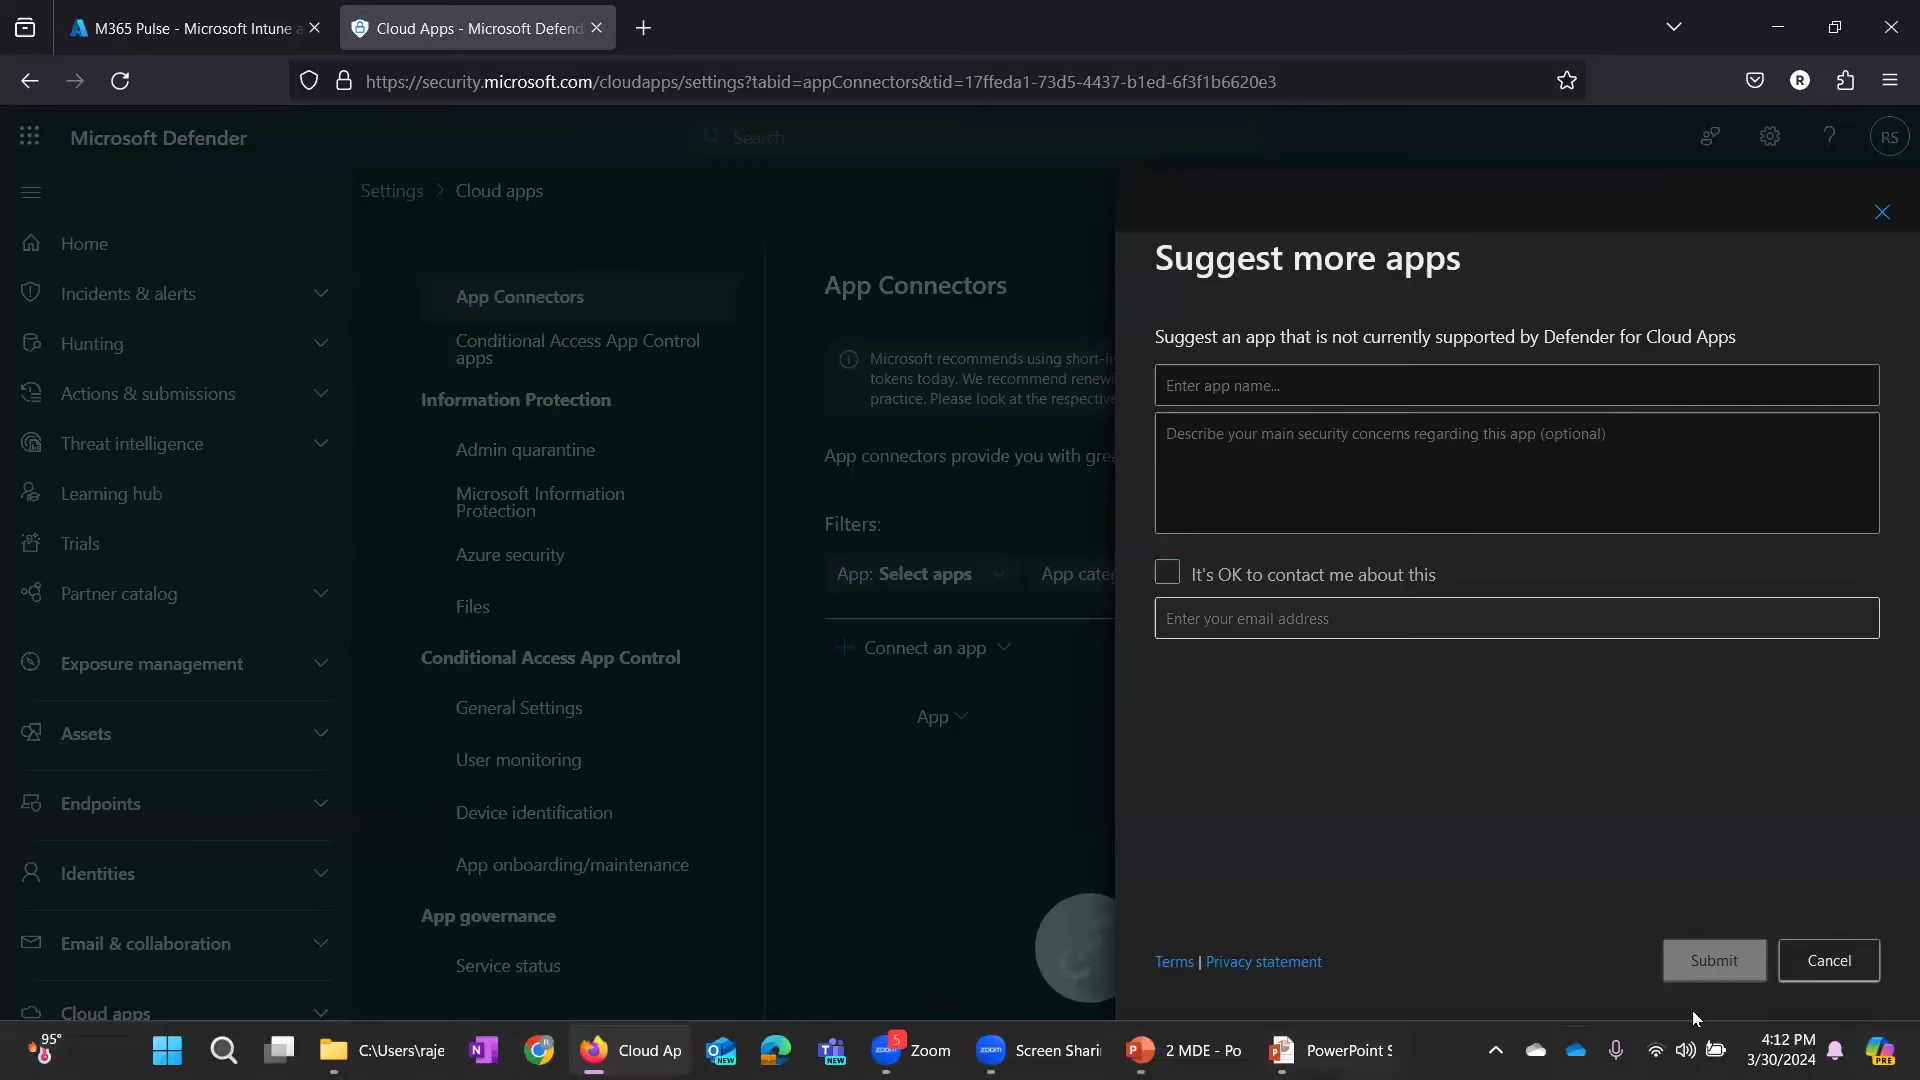 M365 Pulse - Microsoft Intune a
Cloud Apps - Microsoft Defend
https://security.microsoft.com/cloudapps/settings?tabid=appConnectors&tid=17ffeda1-73d5-4437-b1ed-6f3f1b6620e3
R
Microsoft Defender
Search
RS
Settings > Cloud apps
Home
Incidents & alerts
Hunting
Actions & submissions
Threat intelligence
Learning hub
Trials
Partner catalog
Exposure management
Assets
Endpoints
Identities
Email & collaboration
Cloud apps
App Connectors
Conditional Access App Control
apps
Information Protection
Admin quarantine
Microsoft Information
Protection
Azure security
Files
Conditional Access App Control
General Settings
User monitoring
Device identification
App onboarding/maintenance
App governance
Service status
App Connectors
Microsoft recommends using short-li
tokens today. We recommend renewi
practice. Please look at the respective
App connectors provide you with grea
Filters:
App: Select apps
App categ
Connect an app
App
Suggest more apps
Suggest an app that is not currently supported by Defender for Cloud Apps
Enter app name...
Describe your main security concerns regarding this app (optional)
It's OK to contact me about this
Enter your email address
Terms | Privacy statement
Submit
Cancel
95°
C:\Users\raje
N
Cloud Ap
NEW
NEW
zoom
5
Zoom
zoom
Screen Shari
P
2 MDE - Po
P
PowerPoint S
4:12 PM
3/30/2024
PRE